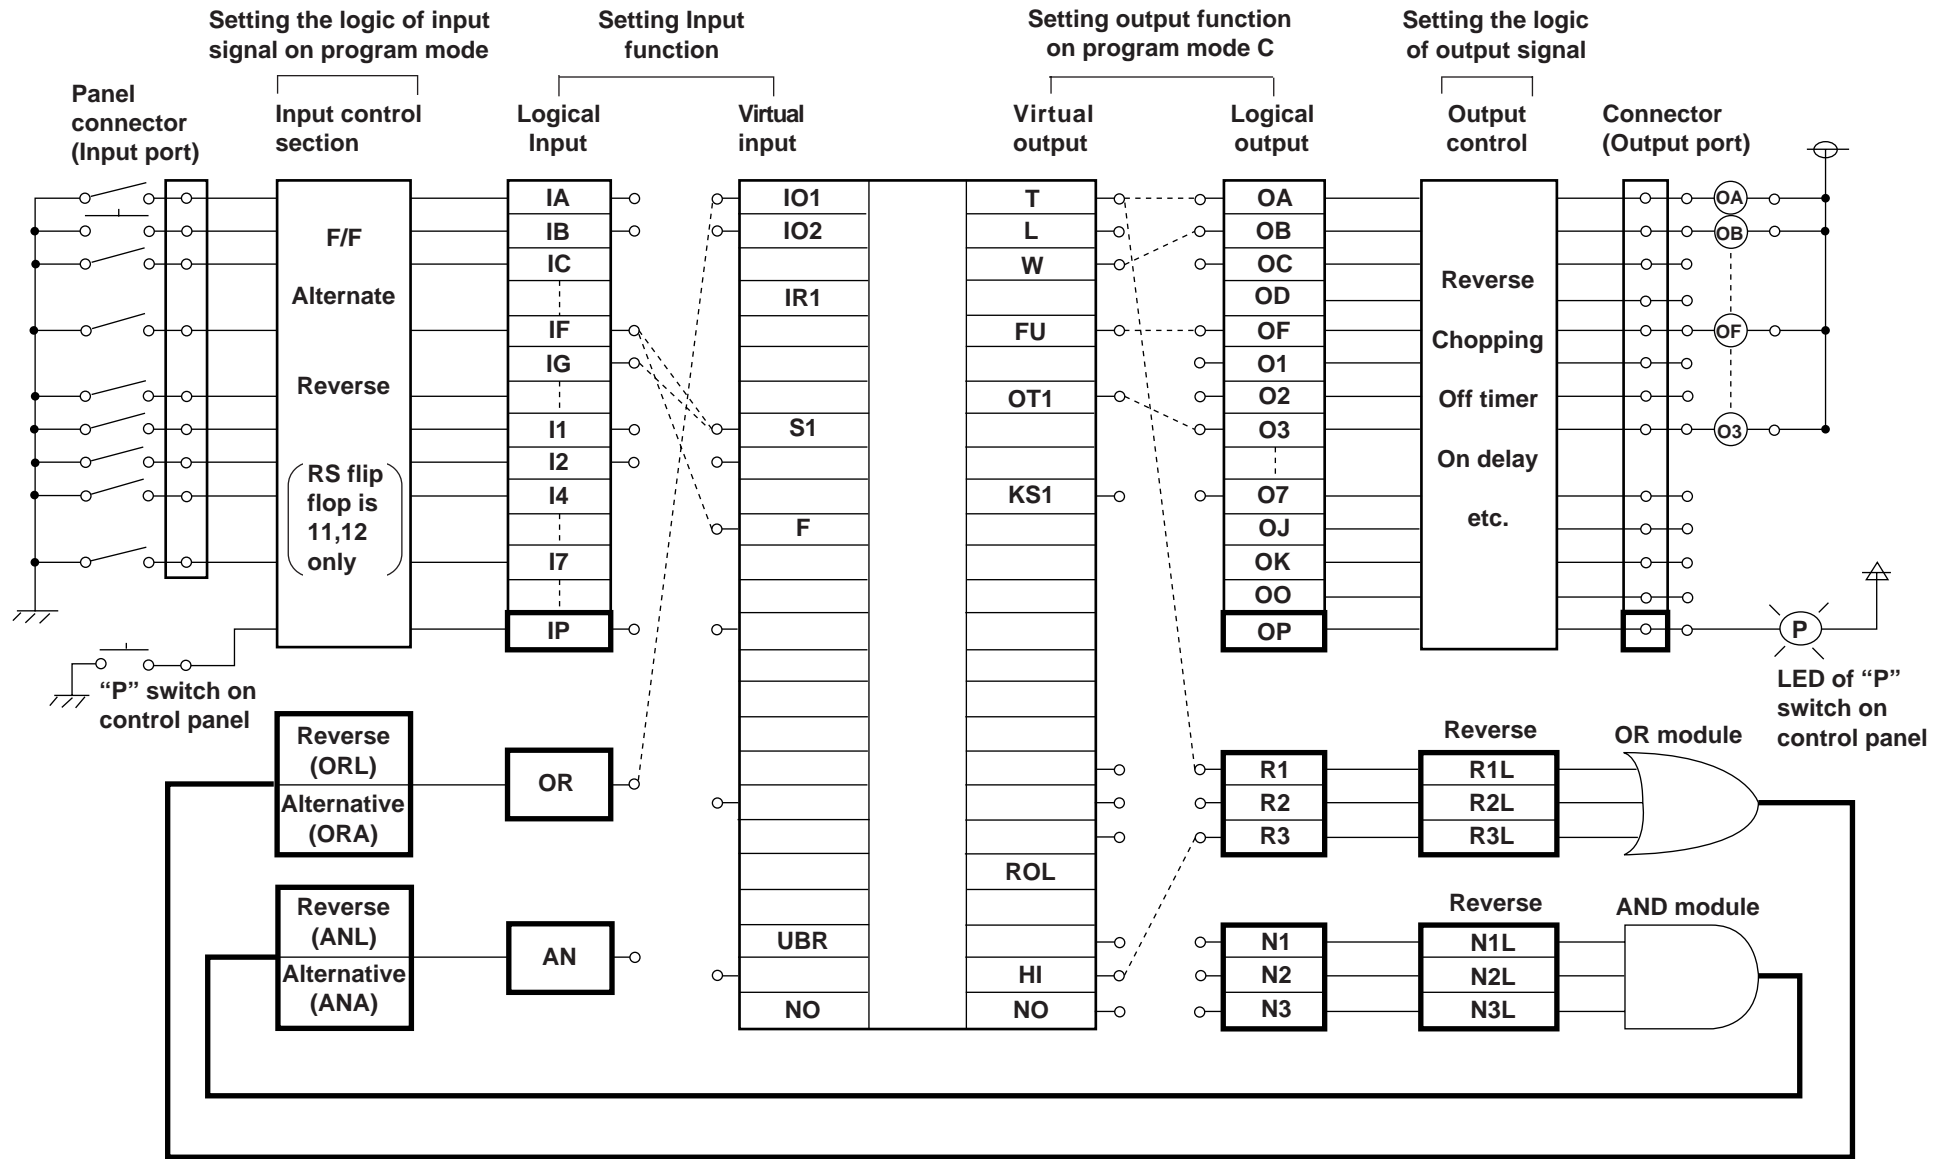 Setting the logic of input
signal on program mode
Setting Input
function
Setting output function
on program mode C
Setting the logic
of output signal
Panel
connector
(Input port)
Input control
section
Logical
Input
Virtual
input
Virtual
output
Logical
output
Output
control
Connector
(Output port)
F/F
Alternate
Reverse
RS flip
flop is
11,12
only
IA
IB
IC
IF
IG
I1
I2
I4
I7
IP
IO1
IO2
IR1
S1
F
UBR
NO
T
L
W
FU
OT1
KS1
ROL
HI
NO
OA
OB
OC
OD
OF
O1
O2
O3
O7
OJ
OK
OO
OP
Reverse
Chopping
Off timer
On delay
etc.
OA
OB
OF
O3
P
“P” switch on
control panel
LED of “P”
switch on
control panel
Reverse
(ORL)
Alternative
(ORA)
OR
R1
R2
R3
Reverse
R1L
R2L
R3L
OR module
Reverse
(ANL)
Alternative
(ANA)
AN
N1
N2
N3
Reverse
N1L
N2L
N3L
AND module